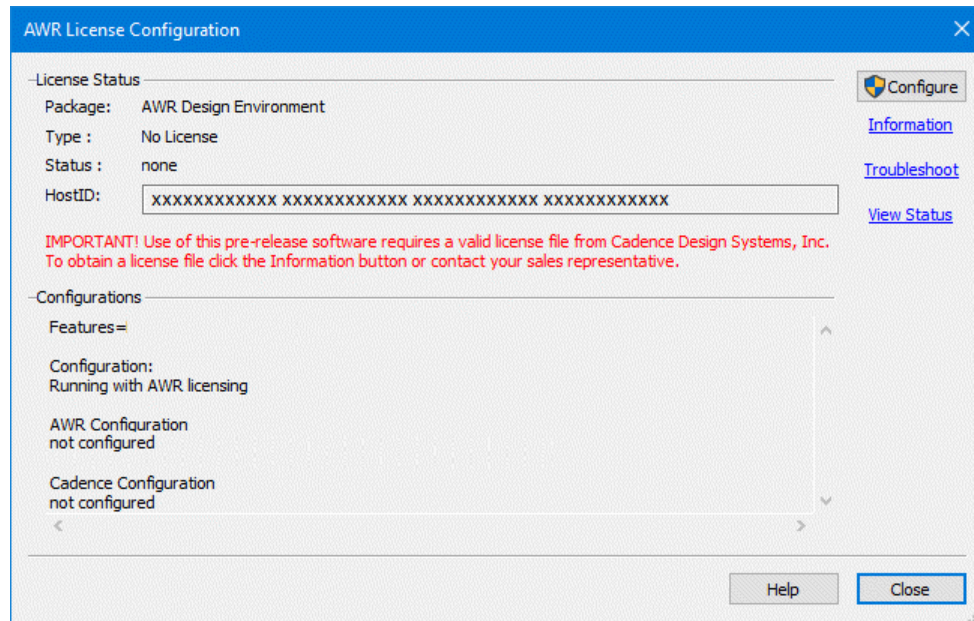 AWR License Configuration
License Status
Configure
Package: AWR Design Environment
Information
Type : No License
Status : none
Troubleshoot
HostID: xxxxxxxxxxxx xxxxxxxxxxxx xxxxxxxxxxxx xxxxxxxxxxxx
View Status
IMPORTANT! Use of this pre-release software requires a valid license file from Cadence Design Systems, Inc.
To obtain a license file click the Information button or contact your sales representative.
Configurations
Features=
Configuration:
Running with AWR licensing
AWR Configuration
not configured
Cadence Configuration
not configured
Help Close